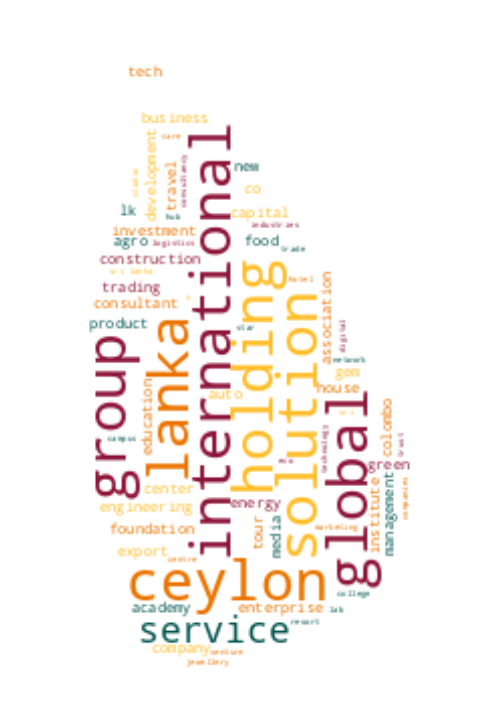 tech
business
care
development
travel
consultancy
studio
international
new
co
lk
hub
capital
industries
investment
agro
logistics
food
trade
construction
sri lanka
holding
hotel
trading
consultant
solution
association
product
lanka
star
digital
group
network
gem
house
education
auto
campus
global
colombo
technology
trust
eco
green
center
engineering
energy
institute
management
companies
foundation
tour
media
marketing
export
centre
ceylon
college
academy
enterprise
lab
service
resort
company
venture
jewellery